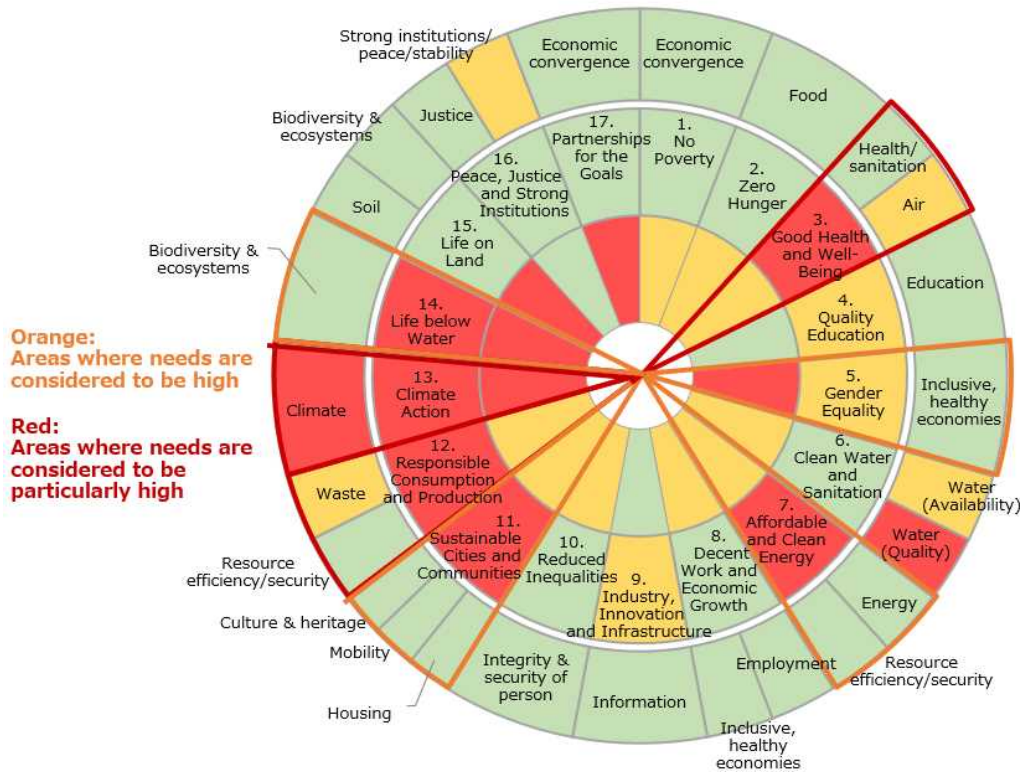 Strong institutions/
peace/stability
Economic
convergence
Economic
convergence
Food
Health/
sanitation
Air
Education
Inclusive,
healthy
economies
Water
(Availability)
Water
(Quality)
Energy
Resource
efficiency/security
Employment
Inclusive,
healthy
economies
Information
Integrity &
security of
person
Housing
Mobility
Culture & heritage
Resource
efficiency/security
Waste
Climate
Biodiversity &
ecosystems
Soil
Biodiversity &
ecosystems
Justice
1.
No
Poverty
2.
Zero
Hunger
3.
Good Health
and Well-
Being
4.
Quality
Education
5.
Gender
Equality
6.
Clean Water
and
Sanitation
7.
Affordable
and Clean
Energy
8.
Decent
Work and
Economic
Growth
9.
Industry,
Innovation
and Infrastructure
10.
Reduced
Inequalities
11.
Sustainable
Cities and
Communities
12.
Responsible
Consumption
and Production
13.
Climate
Action
14.
Life below
Water
15.
Life on
Land
16.
Peace, Justice
and Strong
Institutions
17.
Partnerships
for the
Goals
Orange:
Areas where needs are
considered to be high
Red:
Areas where needs are
considered to be
particularly high